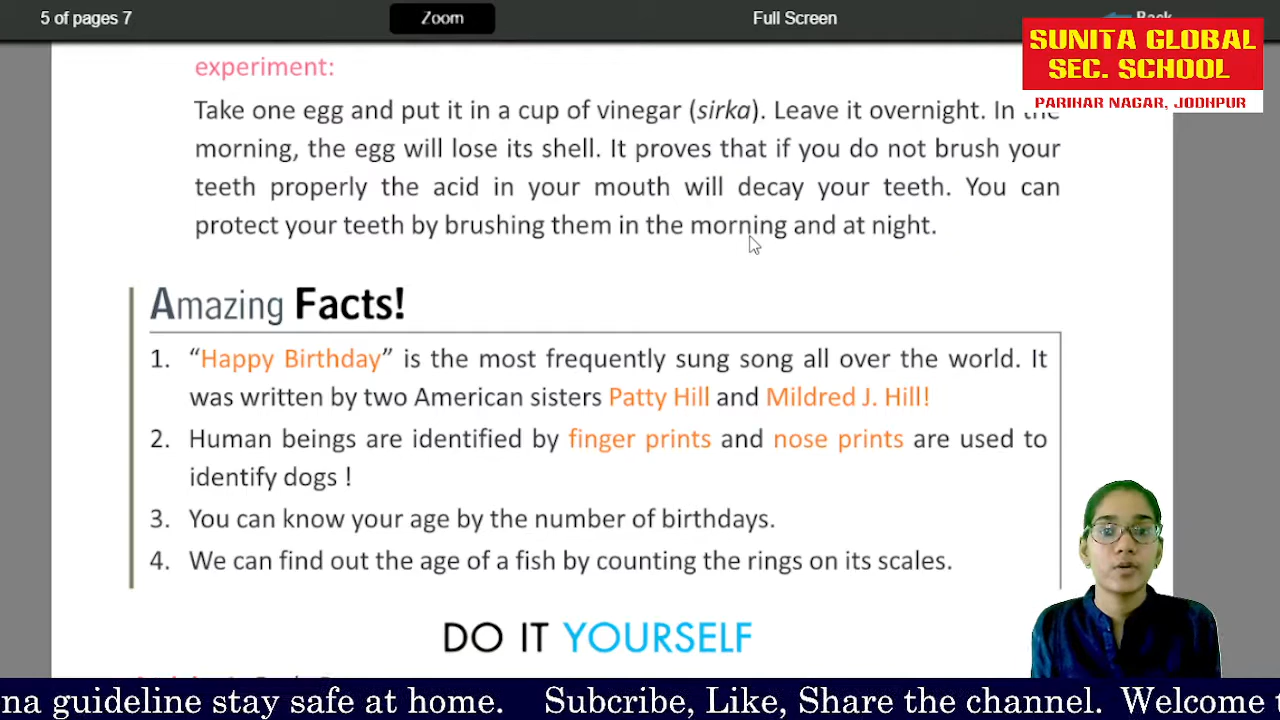 5 of pages 7
Zoom
Full Screen
Back
SUNITA GLOBAL
SEC. SCHOOL
PARIHAR NAGAR, JODHPUR
experiment:
Take one egg and put it in a cup of vinegar (sirka). Leave it overnight. In the
morning, the egg will lose its shell. It proves that if you do not brush your
teeth properly the acid in your mouth will decay your teeth. You can
protect your teeth by brushing them in the morning and at night.
Amazing Facts!
1. “Happy Birthday” is the most frequently sung song all over the world. It
was written by two American sisters Patty Hill and Mildred J. Hill!
2. Human beings are identified by finger prints and nose prints are used to
identify dogs !
3. You can know your age by the number of birthdays.
4. We can find out the age of a fish by counting the rings on its scales.
DO IT YOURSELF
na guideline stay safe at home. Subcribe, Like, Share the channel. Welcome